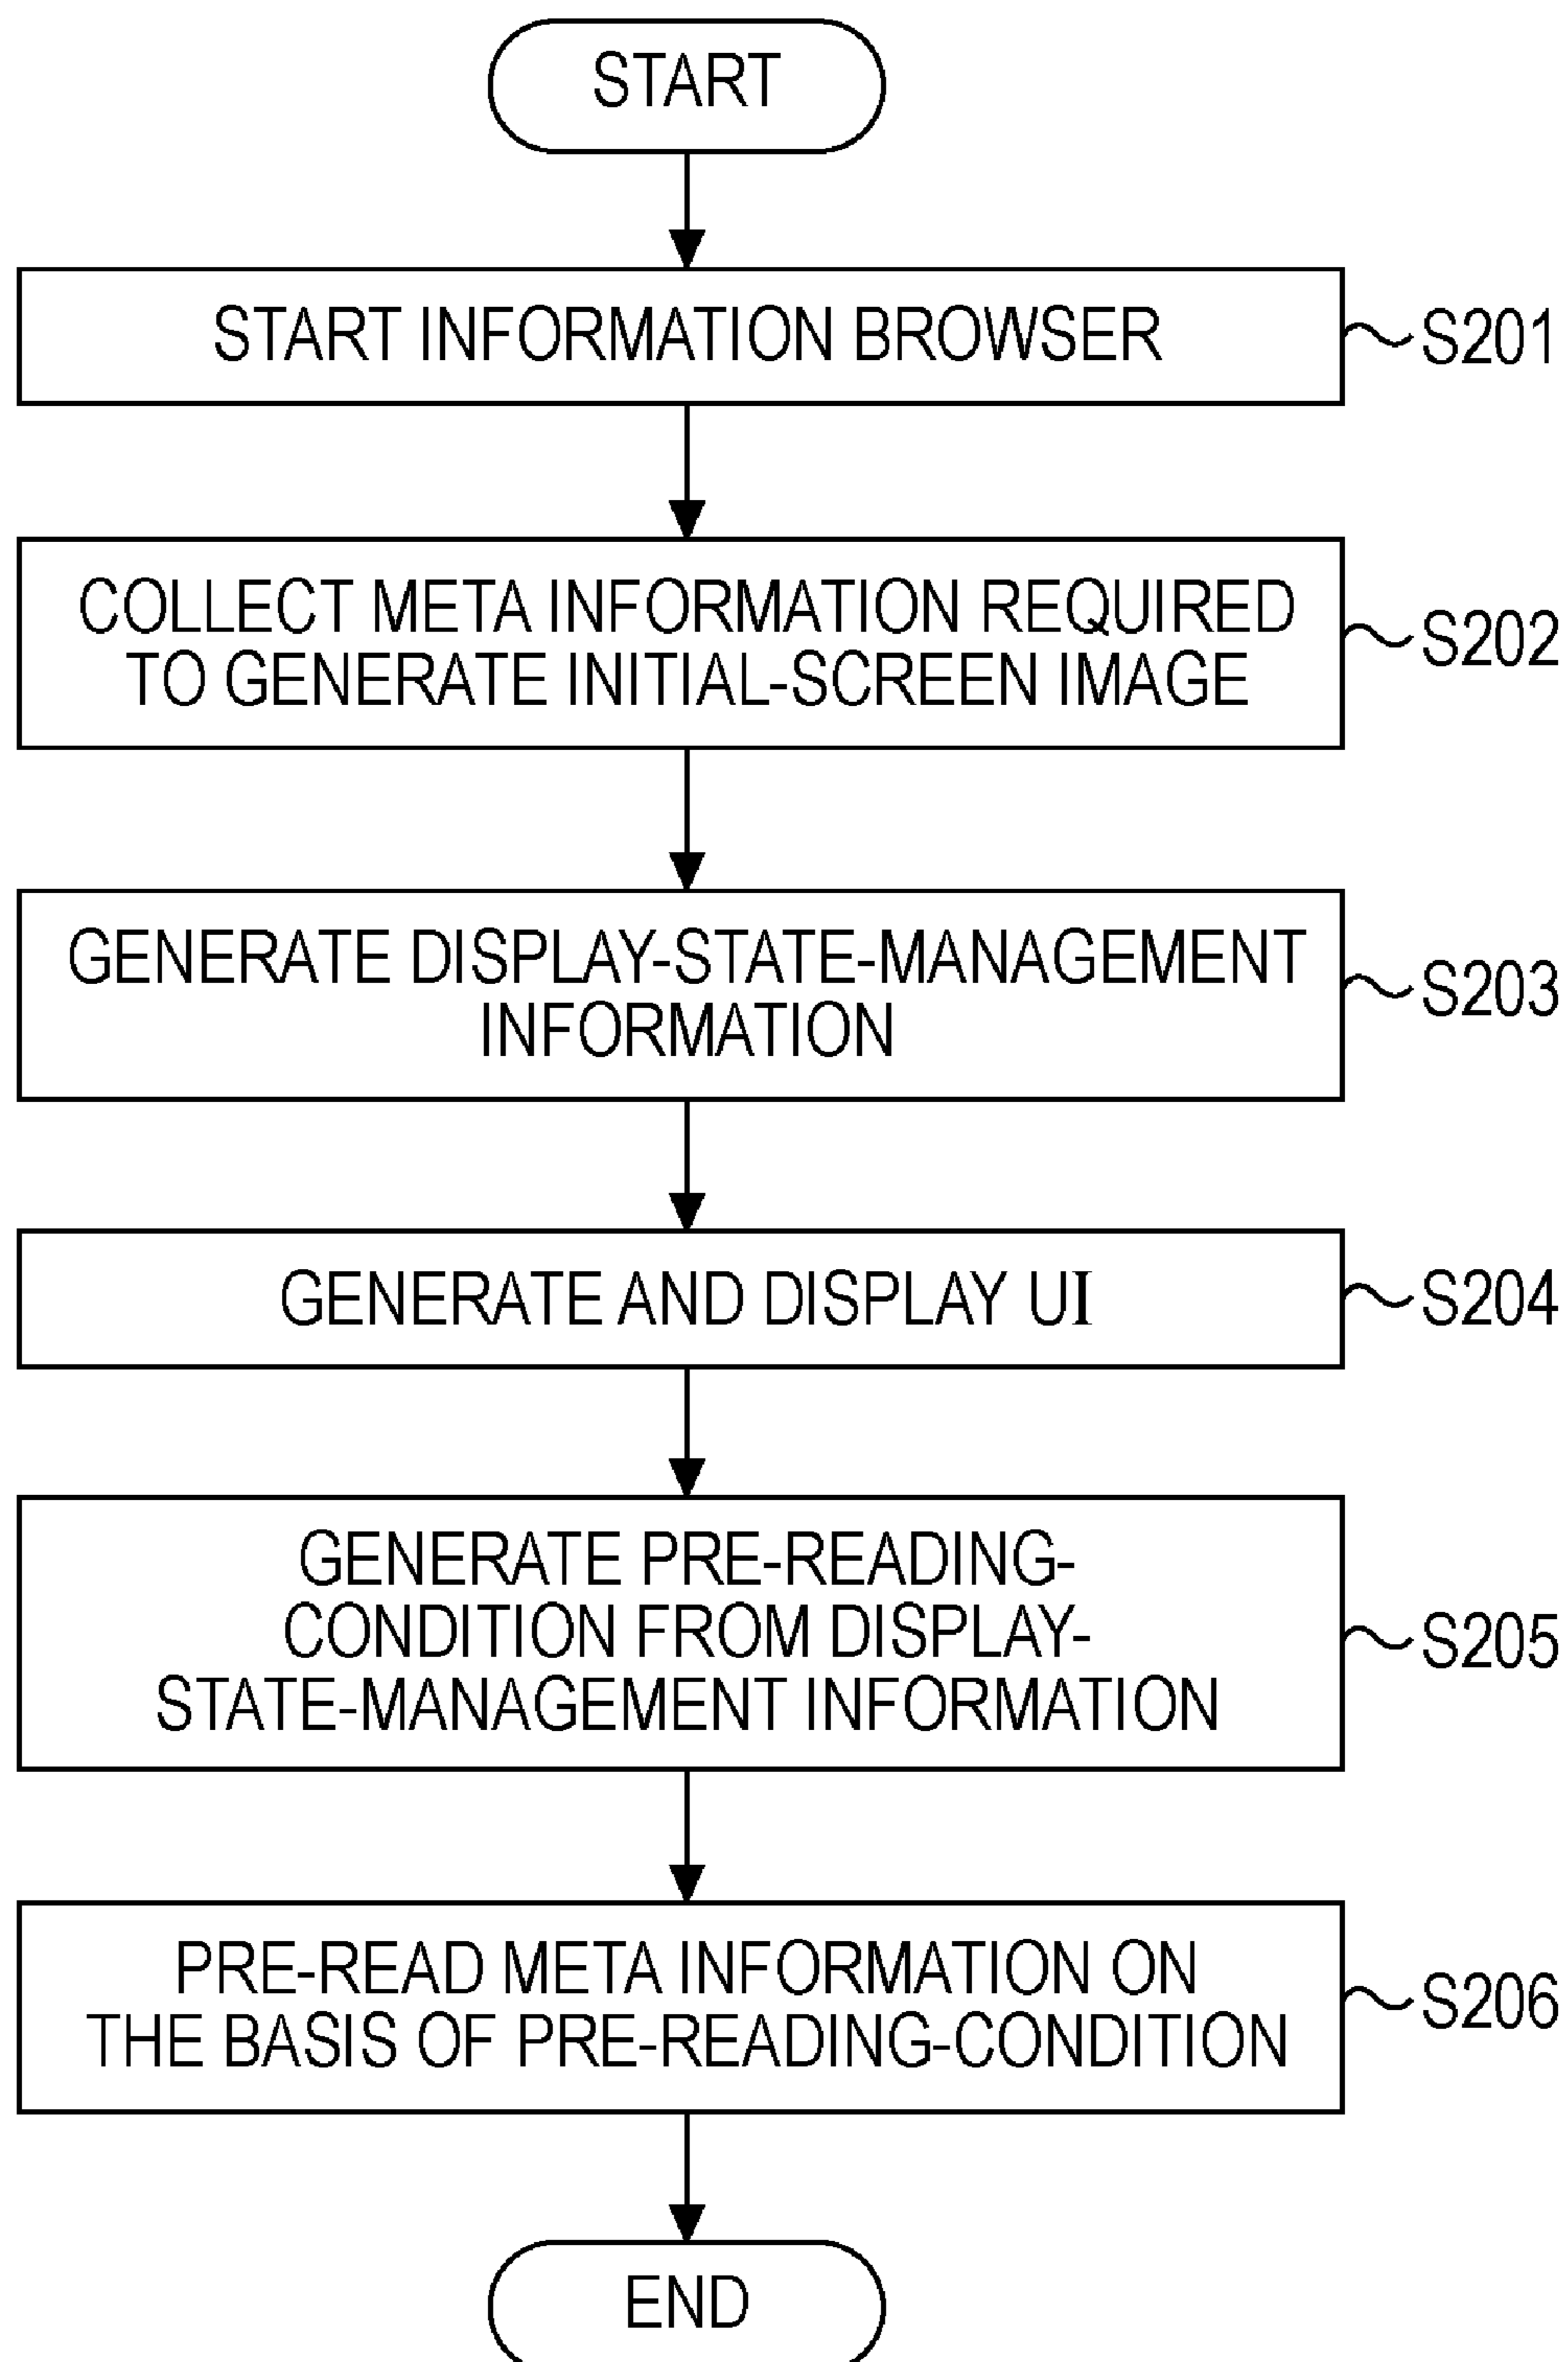 START
START INFORMATION BROWSER
S201
COLLECT META INFORMATION REQUIRED
TO GENERATE INITIAL-SCREEN IMAGE
S202
GENERATE DISPLAY-STATE-MANAGEMENT
INFORMATION
S203
GENERATE AND DISPLAY UI
S204
GENERATE PRE-READING-
CONDITION FROM DISPLAY-
STATE-MANAGEMENT INFORMATION
S205
PRE-READ META INFORMATION ON
THE BASIS OF PRE-READING-CONDITION
S206
END